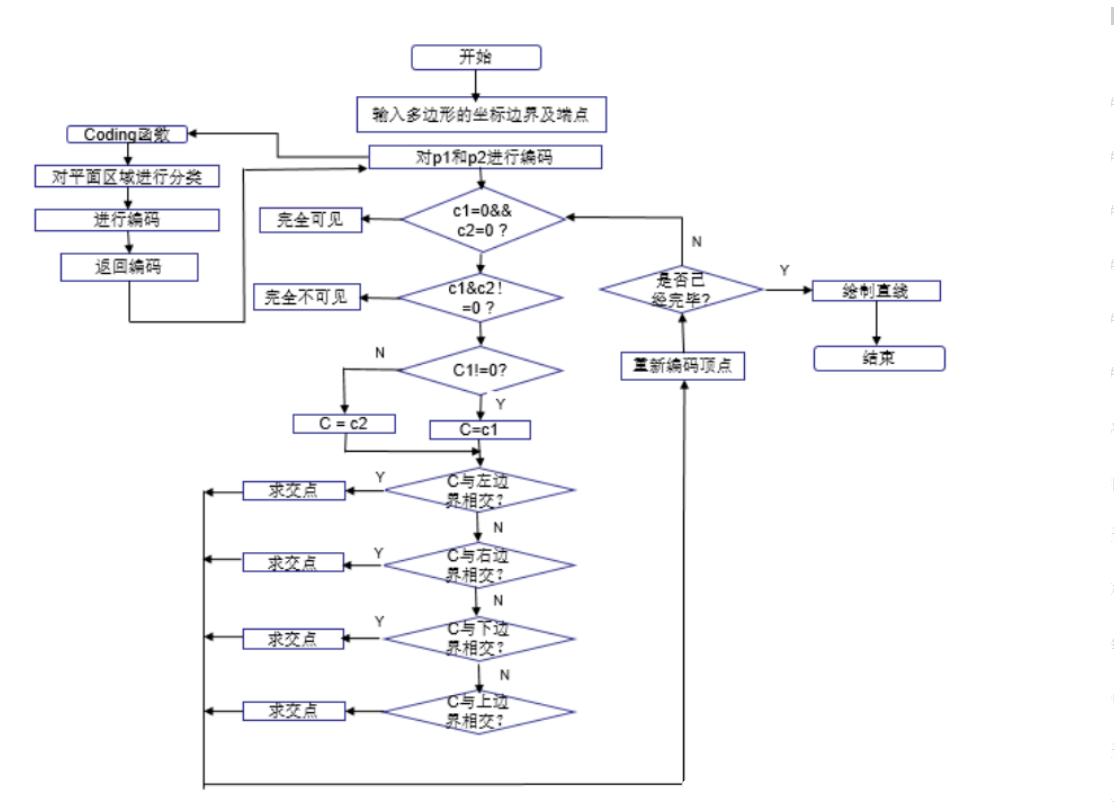 开始
输入多边形的坐标边界及端点
Coding函数
对p1和p2进行编码
对平面区域进行分类
进行编码
返回编码
完全可见
c1=0&&
c2=0 ?
N
完全不可见
c1&c2!
=0 ?
是否已
经完毕?
Y
绘制直线
结束
重新编码顶点
N
C1!=0?
Y
C = c2
C=c1
求交点
Y
C与左边
界相交?
N
求交点
Y
C与右边
界相交?
N
求交点
Y
C与下边
界相交?
N
求交点
C与上边
界相交?